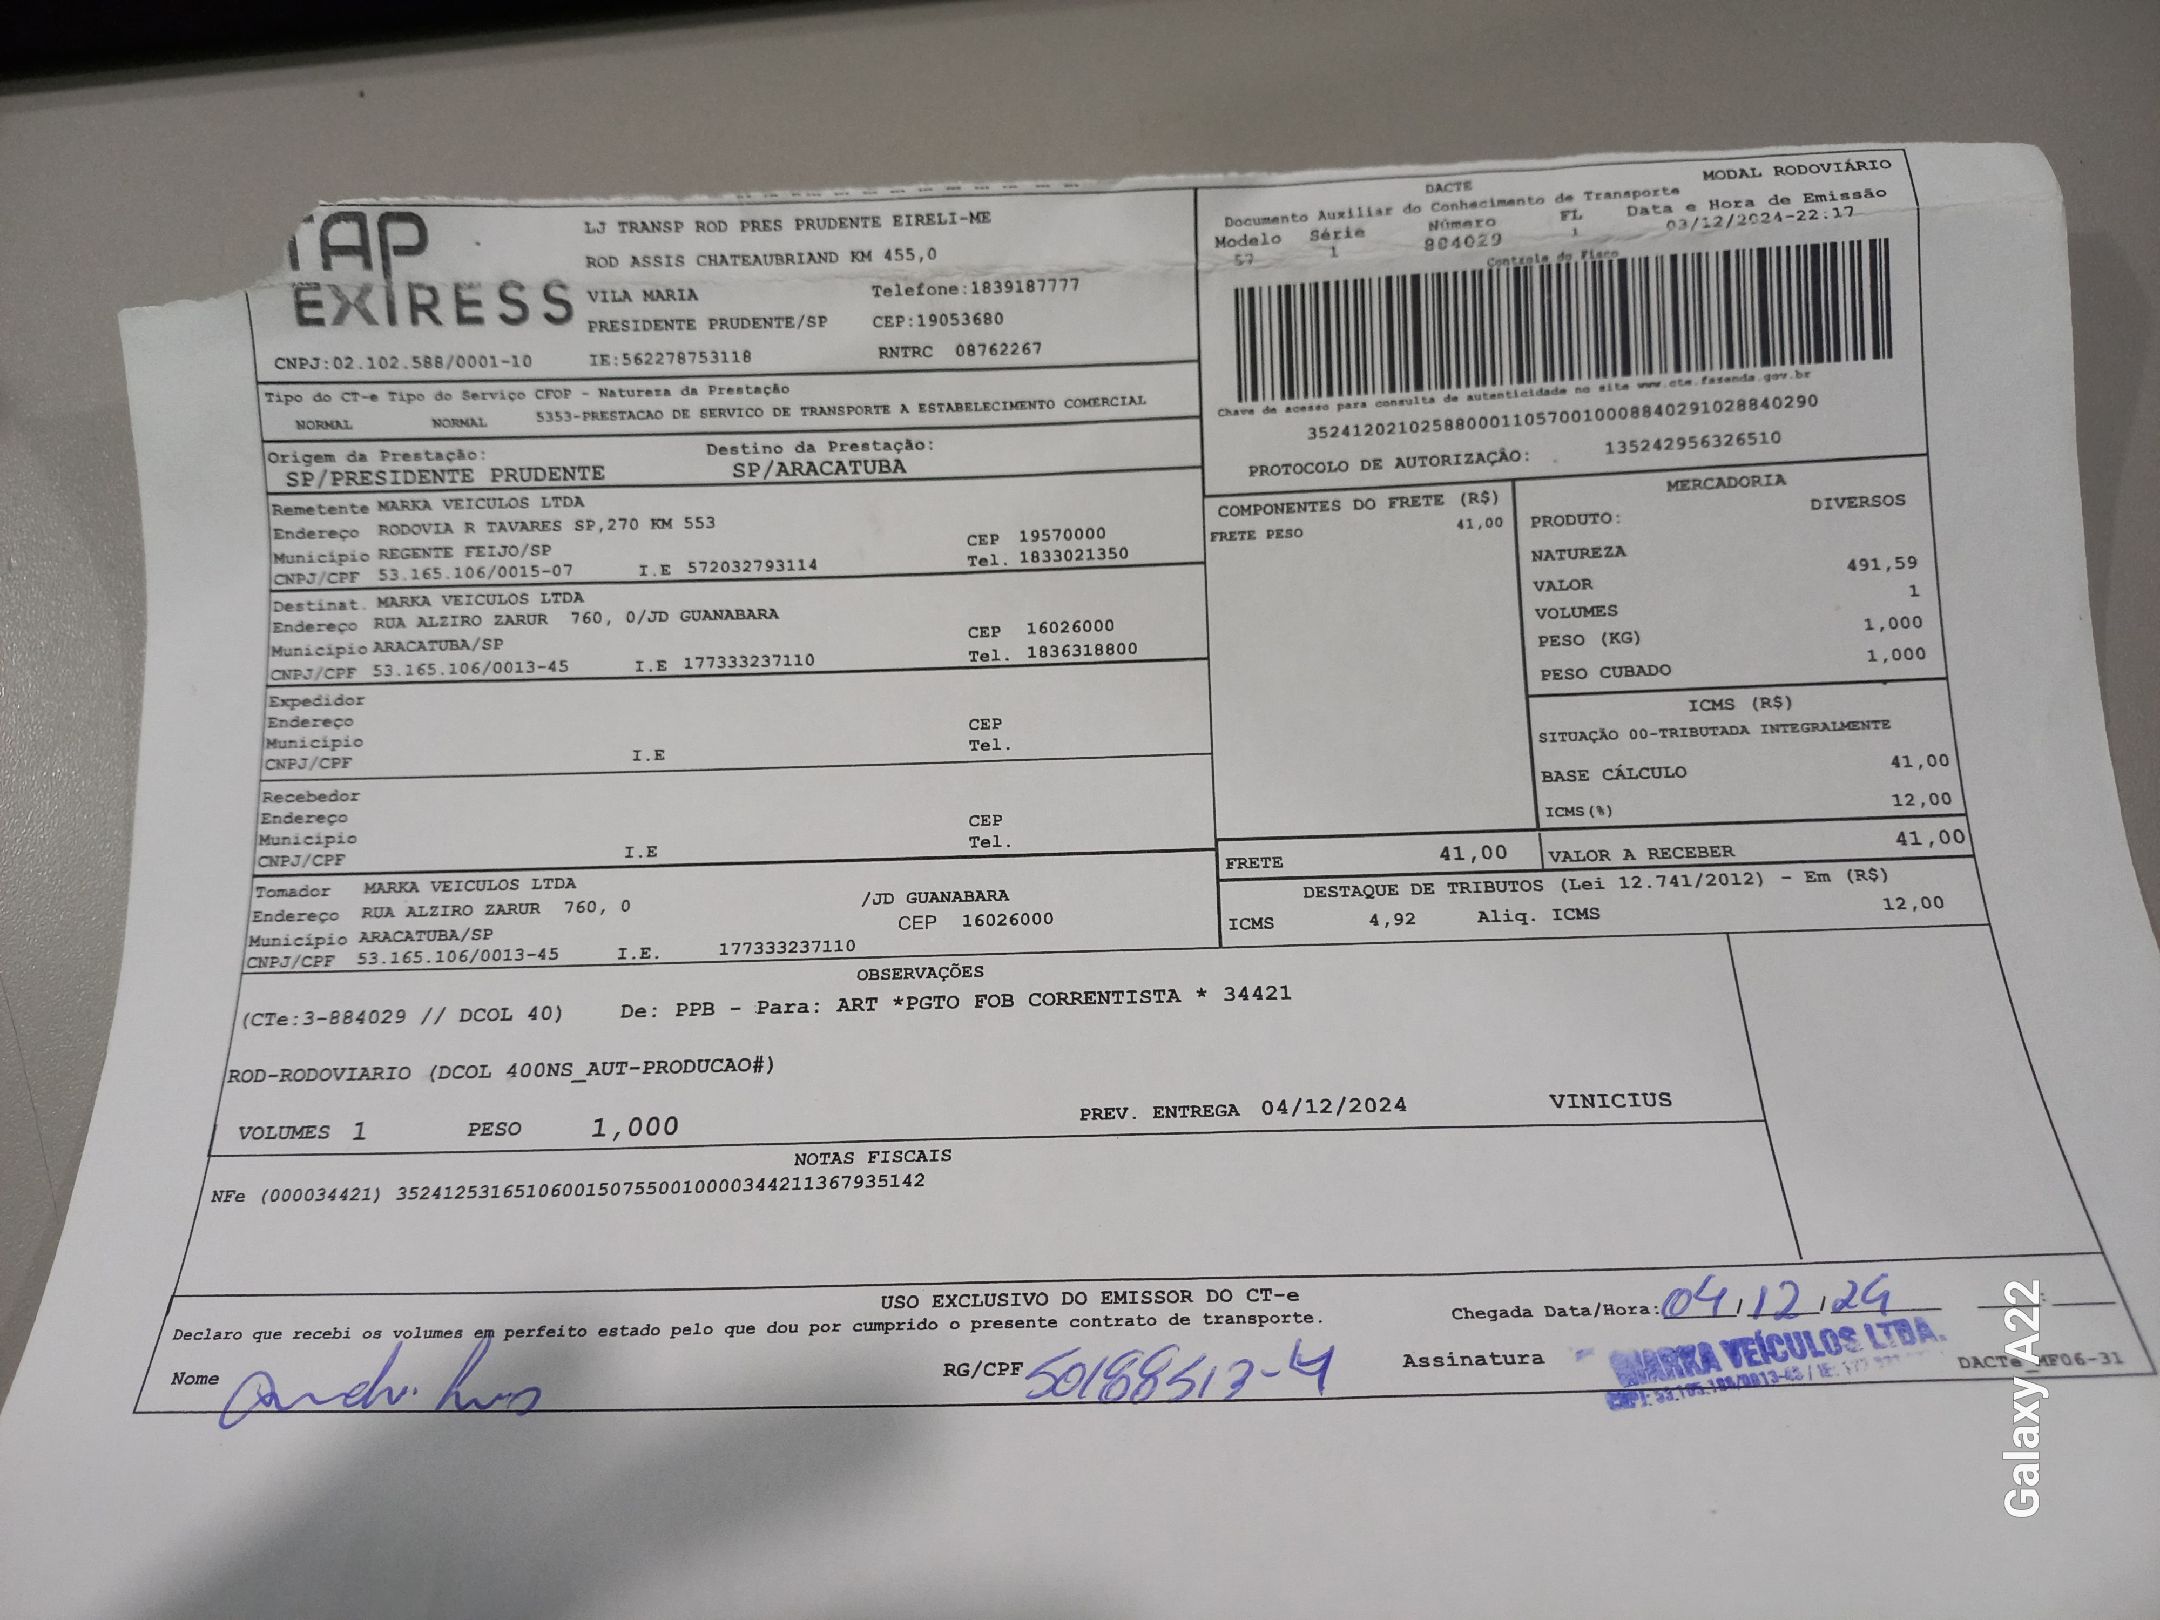 TAP
EXPRESS
LJ TRANSP ROD PRES PRUDENTE EIRELI-ME
ROD ASSIS CHATEAUBRIAND KM 455,0
VILA MARIA Telefone:1839187777
PRESIDENTE PRUDENTE/SP CEP:19053680
CNPJ:02.102.588/0001-10 IE:562278753118 RNTRC 08762267
DACTE MODAL RODOVIÁRIO
Documento Auxiliar do Conhecimento de Transporte
Modelo Série Número FL Data e Hora de Emissão
57 1 884029 1 03/12/2024-22:17
Controle do Fisco
Chave de acesso para consulta de autenticidade no site www.cte.fazenda.gov.br
35241202102588000110570010008840291028840290
PROTOCOLO DE AUTORIZAÇÃO: 135242956326510
Tipo do CT-e Tipo do Serviço CFOP - Natureza da Prestação
NORMAL NORMAL 5353-PRESTACAO DE SERVICO DE TRANSPORTE A ESTABELECIMENTO COMERCIAL
Origem da Prestação: Destino da Prestação:
SP/PRESIDENTE PRUDENTE SP/ARACATUBA
Remetente MARKA VEICULOS LTDA
Endereço RODOVIA R TAVARES SP,270 KM 553
Município REGENTE FEIJO/SP CEP 19570000
CNPJ/CPF 53.165.106/0015-07 I.E 572032793114 Tel. 1833021350
Destinat. MARKA VEICULOS LTDA
Endereço RUA ALZIRO ZARUR 760, 0/JD GUANABARA
Município ARACATUBA/SP CEP 16026000
CNPJ/CPF 53.165.106/0013-45 I.E 177333237110 Tel. 1836318800
Expedidor
Endereço CEP
Município Tel.
CNPJ/CPF I.E
Recebedor
Endereço CEP
Município Tel.
CNPJ/CPF I.E
Tomador MARKA VEICULOS LTDA
Endereço RUA ALZIRO ZARUR 760, 0 /JD GUANABARA
Município ARACATUBA/SP CEP 16026000
CNPJ/CPF 53.165.106/0013-45 I.E. 177333237110
COMPONENTES DO FRETE (R$)
FRETE PESO 41,00
MERCADORIA
PRODUTO: DIVERSOS
NATUREZA
VALOR 491,59
VOLUMES 1
PESO (KG) 1,000
PESO CUBADO 1,000
ICMS (R$)
SITUAÇÃO 00-TRIBUTADA INTEGRALMENTE
BASE CÁLCULO 41,00
ICMS(%) 12,00
FRETE 41,00 VALOR A RECEBER 41,00
DESTAQUE DE TRIBUTOS (Lei 12.741/2012) - Em (R$)
ICMS 4,92 Aliq. ICMS 12,00
OBSERVAÇÕES
(CTe:3-884029 // DCOL 40) De: PPB - Para: ART *PGTO FOB CORRENTISTA * 34421
ROD-RODOVIARIO (DCOL 400NS_AUT-PRODUCAO#)
VOLUMES 1 PESO 1,000 PREV. ENTREGA 04/12/2024 VINICIUS
NOTAS FISCAIS
NFe (000034421) 35241253165106001507550010000344211367935142
USO EXCLUSIVO DO EMISSOR DO CT-e
Declaro que recebi os volumes em perfeito estado pelo que dou por cumprido o presente contrato de transporte.
Chegada Data/Hora: 04/12/24
Nome RG/CPF 50188513-4 Assinatura MARKA VEÍCULOS LTDA.
Galaxy A22